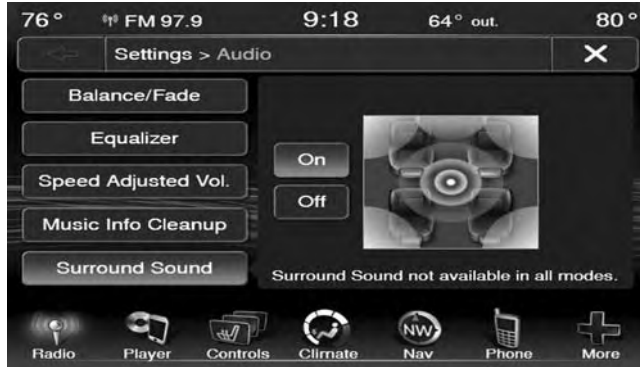 76° FM 97.9 9:18 64° out. 80°
Settings > Audio
Balance/Fade
Equalizer
Speed Adjusted Vol.
Music Info Cleanup
Surround Sound
On
Off
Surround Sound not available in all modes.
Radio Player Controls Climate NW Nav Phone More